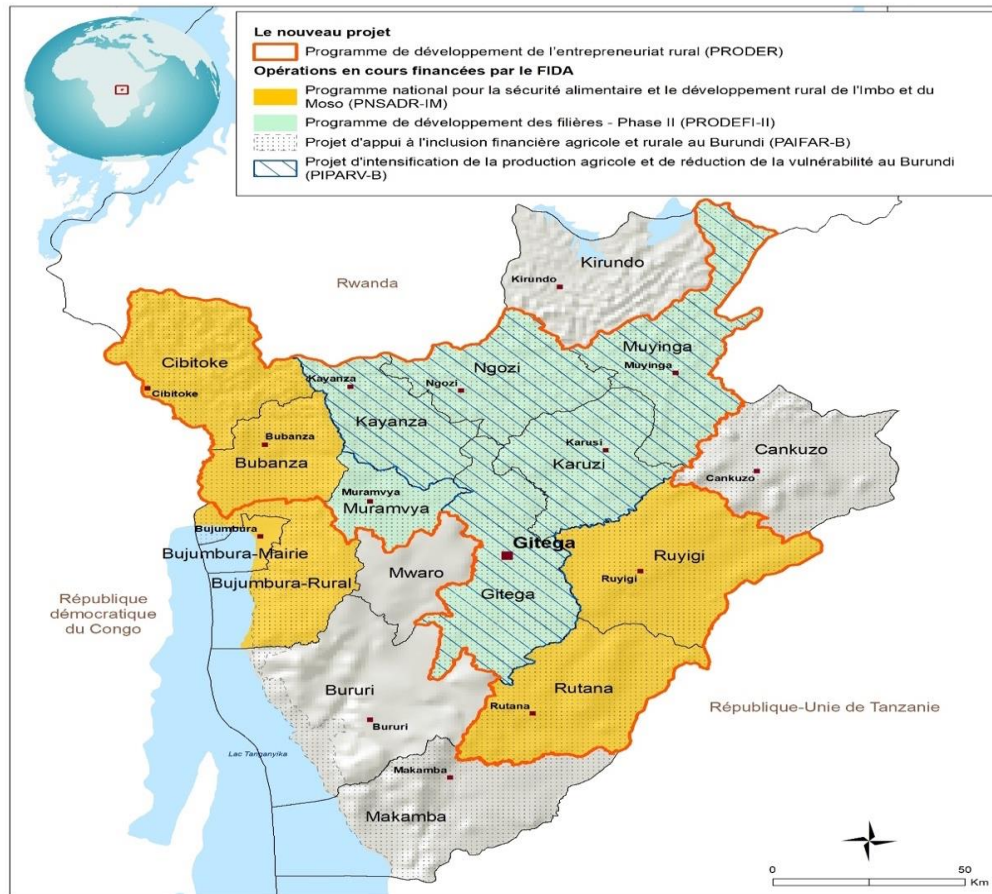 Le nouveau projet
Programme de développement de l'entrepreneuriat rural (PRODER)
Opérations en cours financées par le FIDA
Programme national pour la sécurité alimentaire et le développement rural de l'Imbo et du
Moso (PNSADR-IM)
Programme de développement des filières - Phase II (PRODEFI-II)
Projet d'appui à l'inclusion financière agricole et rurale au Burundi (PAIFAR-B)
Projet d'intensification de la production agricole et de réduction de la vulnérabilité au Burundi
(PIPARV-B)
Kirundo
Kirundo
Rwanda
Cibitoke
Cibitoke
Ngozi
Ngozi
Muyinga
Muyinga
Kayanza
Kayanza
Bubanza
Bubanza
Karusi
Karuzi
Cankuzo
Cankuzo
Muramvya
Muramvya
Bujumbura
Bujumbura-Mairie
Gitega
Gitega
Ruyigi
Ruyigi
Mwaro
Bujumbura-Rural
République
démocratique
du Congo
Bururi
Bururi
Rutana
Rutana
République-Unie de Tanzanie
Lac Tanganyika
Makamba
Makamba
0
50
Km